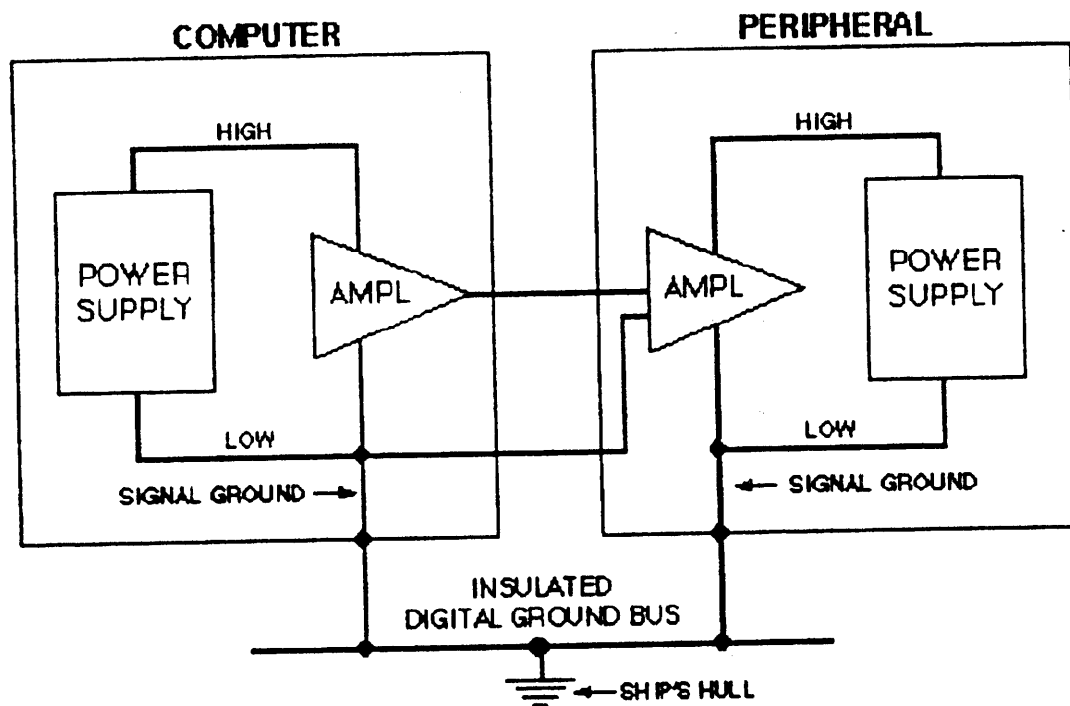 COMPUTER
PERIPHERAL
HIGH
HIGH
POWER
SUPPLY
AMPL
AMPL
POWER
SUPPLY
LOW
LOW
SIGNAL GROUND
SIGNAL GROUND
INSULATED
DIGITAL GROUND BUS
SHIP'S HULL